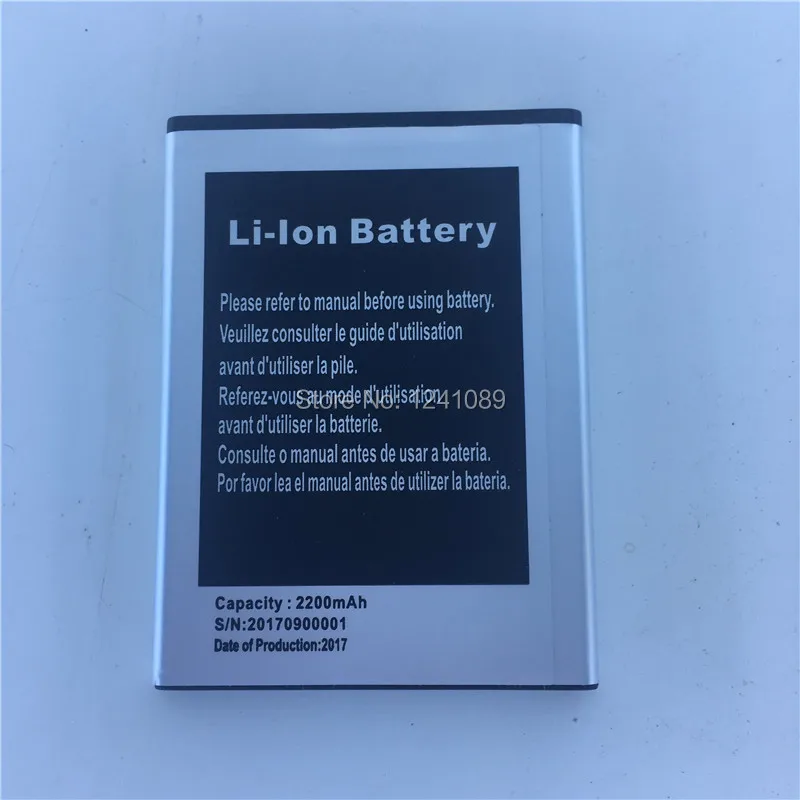 Li-Ion Battery
Please refer to manual before using battery.
Veuillez consulter le guide d'utilisation
avant d'utiliser la pile.
Referez-vous au mode d'utilisation
Store No: 1241089
avant d'utiliser la batterie.
Consulte o manual antes de usar a bateria.
Por favor lea el manual antes de utilizer la bateria.
Capacity : 2200mAh
S/N:20170900001
Date of Production:2017